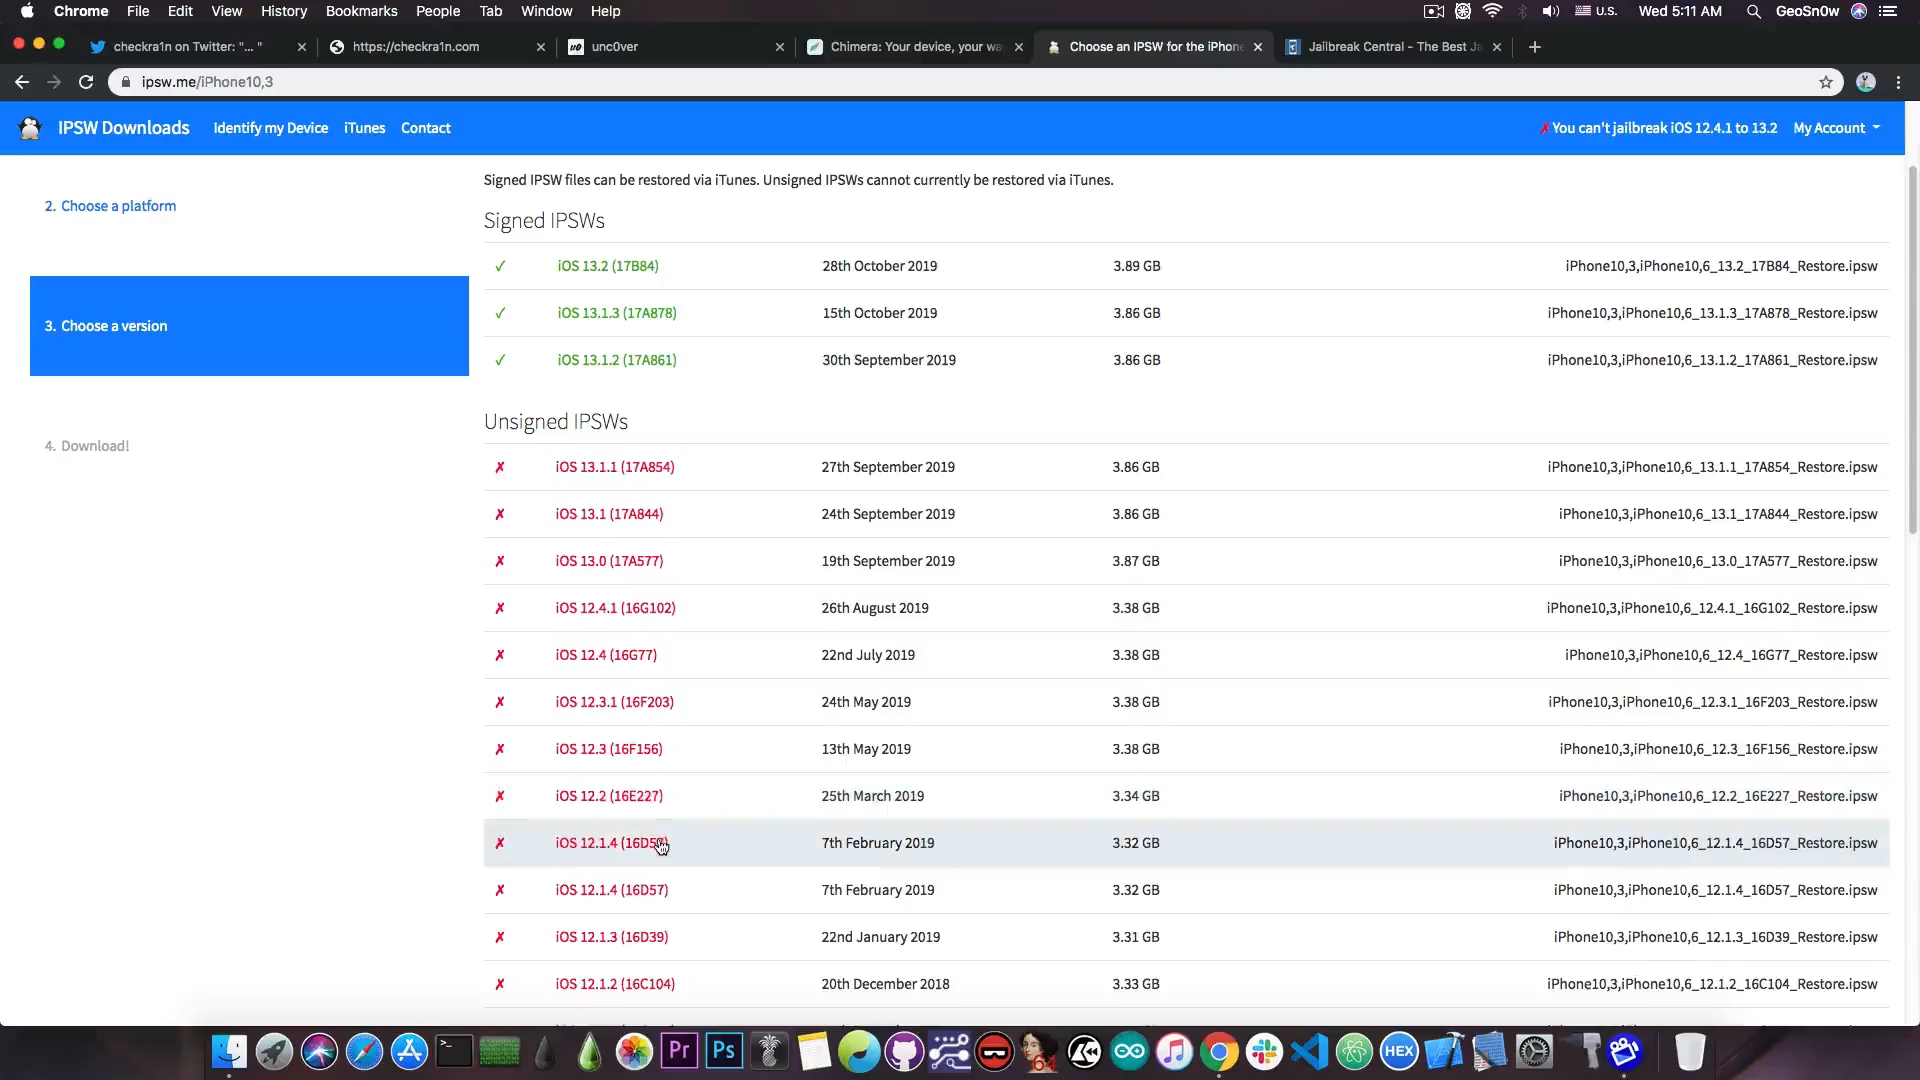 Chrome File Edit View History Bookmarks People Tab Window Help U.S. Wed 5:11 AM GeoSn0w
checkra1n on Twitter: "... " https://checkra1n.com unc0ver Chimera: Your device, your wa Choose an IPSW for the iPhone Jailbreak Central - The Best Ja
ipsw.me/iPhone10,3
IPSW Downloads Identify my Device iTunes Contact ✗You can't jailbreak iOS 12.4.1 to 13.2 My Account
2. Choose a platform
3. Choose a version
4. Download!
Signed IPSW files can be restored via iTunes. Unsigned IPSWs cannot currently be restored via iTunes.
Signed IPSWs
✓ iOS 13.2 (17B84) 28th October 2019 3.89 GB iPhone10,3,iPhone10,6_13.2_17B84_Restore.ipsw
✓ iOS 13.1.3 (17A878) 15th October 2019 3.86 GB iPhone10,3,iPhone10,6_13.1.3_17A878_Restore.ipsw
✓ iOS 13.1.2 (17A861) 30th September 2019 3.86 GB iPhone10,3,iPhone10,6_13.1.2_17A861_Restore.ipsw
Unsigned IPSWs
✗ iOS 13.1.1 (17A854) 27th September 2019 3.86 GB iPhone10,3,iPhone10,6_13.1.1_17A854_Restore.ipsw
✗ iOS 13.1 (17A844) 24th September 2019 3.86 GB iPhone10,3,iPhone10,6_13.1_17A844_Restore.ipsw
✗ iOS 13.0 (17A577) 19th September 2019 3.87 GB iPhone10,3,iPhone10,6_13.0_17A577_Restore.ipsw
✗ iOS 12.4.1 (16G102) 26th August 2019 3.38 GB iPhone10,3,iPhone10,6_12.4.1_16G102_Restore.ipsw
✗ iOS 12.4 (16G77) 22nd July 2019 3.38 GB iPhone10,3,iPhone10,6_12.4_16G77_Restore.ipsw
✗ iOS 12.3.1 (16F203) 24th May 2019 3.38 GB iPhone10,3,iPhone10,6_12.3.1_16F203_Restore.ipsw
✗ iOS 12.3 (16F156) 13th May 2019 3.38 GB iPhone10,3,iPhone10,6_12.3_16F156_Restore.ipsw
✗ iOS 12.2 (16E227) 25th March 2019 3.34 GB iPhone10,3,iPhone10,6_12.2_16E227_Restore.ipsw
✗ iOS 12.1.4 (16D57) 7th February 2019 3.32 GB iPhone10,3,iPhone10,6_12.1.4_16D57_Restore.ipsw
✗ iOS 12.1.4 (16D57) 7th February 2019 3.32 GB iPhone10,3,iPhone10,6_12.1.4_16D57_Restore.ipsw
✗ iOS 12.1.3 (16D39) 22nd January 2019 3.31 GB iPhone10,3,iPhone10,6_12.1.3_16D39_Restore.ipsw
✗ iOS 12.1.2 (16C104) 20th December 2018 3.33 GB iPhone10,3,iPhone10,6_12.1.2_16C104_Restore.ipsw
Pr Ps 64 HEX